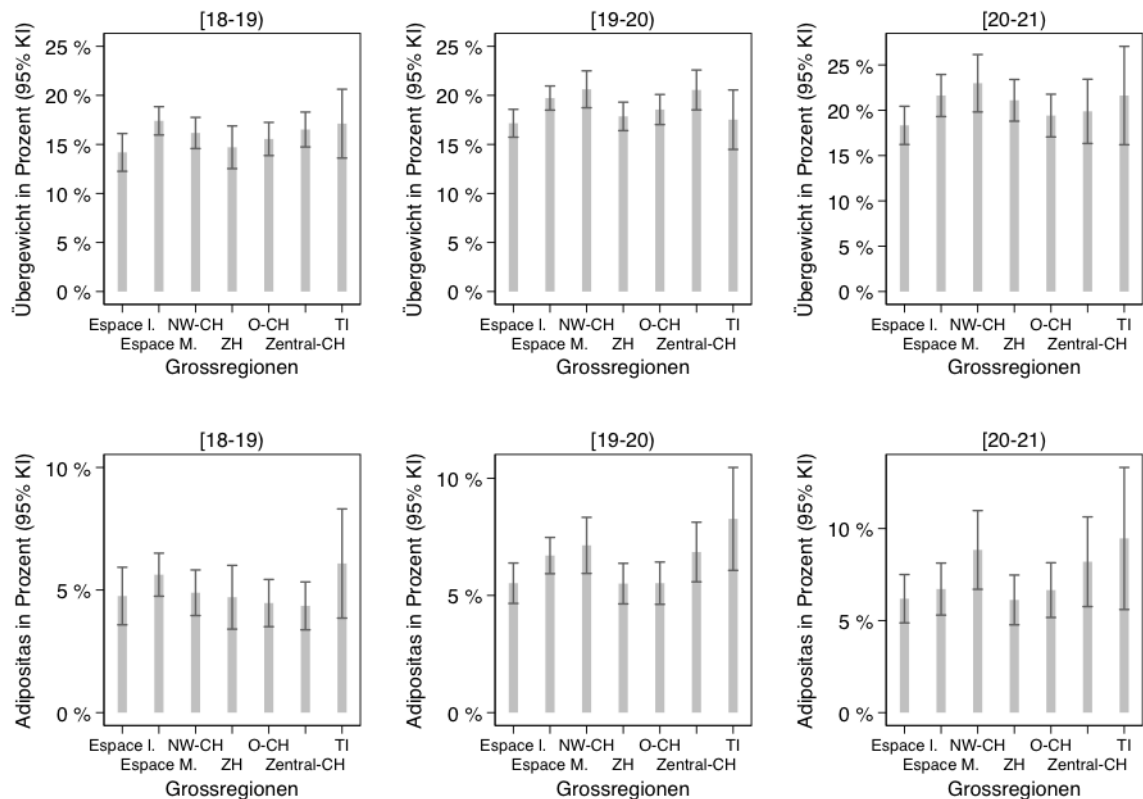 [18-19)
[19-20)
[20-21)
Übergewicht in Prozent (95% KI)
25 %
20 %
15 %
10 %
5 %
0 %
Espace I. NW-CH O-CH TI
Espace M. ZH Zentral-CH
Grossregionen
Übergewicht in Prozent (95% KI)
25 %
20 %
15 %
10 %
5 %
0 %
Espace I. NW-CH O-CH TI
Espace M. ZH Zentral-CH
Grossregionen
Übergewicht in Prozent (95% KI)
25 %
20 %
15 %
10 %
5 %
0 %
Espace I. NW-CH O-CH TI
Espace M. ZH Zentral-CH
Grossregionen
[18-19)
[19-20)
[20-21)
Adipositas in Prozent (95% KI)
10 %
5 %
0 %
Espace I. NW-CH O-CH TI
Espace M. ZH Zentral-CH
Grossregionen
Adipositas in Prozent (95% KI)
10 %
5 %
0 %
Espace I. NW-CH O-CH TI
Espace M. ZH Zentral-CH
Grossregionen
Adipositas in Prozent (95% KI)
10 %
5 %
0 %
Espace I. NW-CH O-CH TI
Espace M. ZH Zentral-CH
Grossregionen